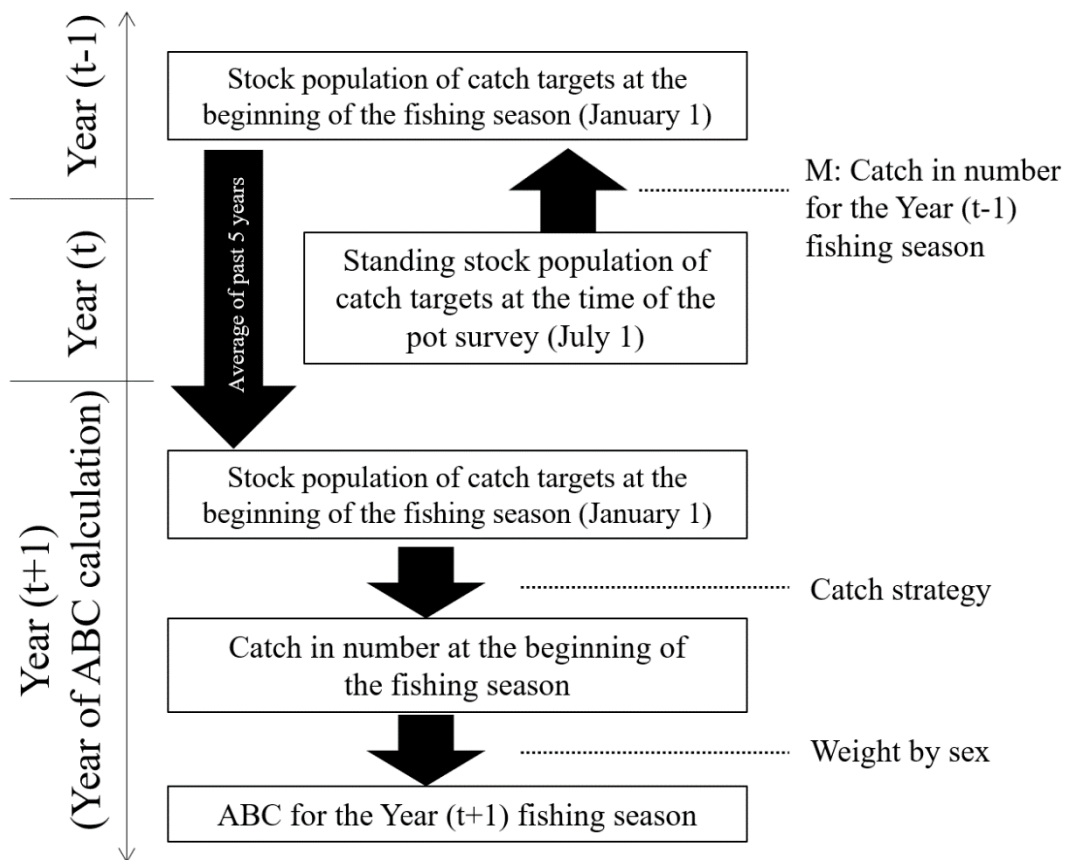 Year (t-1)
Stock population of catch targets at the
beginning of the fishing season (January 1)
M: Catch in number
for the Year (t-1)
fishing season
Year (t)
Average of past 5 years
Standing stock population of
catch targets at the time of the
pot survey (July 1)
Year (t+1)
(Year of ABC calculation)
Stock population of catch targets at the
beginning of the fishing season (January 1)
Catch strategy
Catch in number at the beginning of
the fishing season
Weight by sex
ABC for the Year (t+1) fishing season